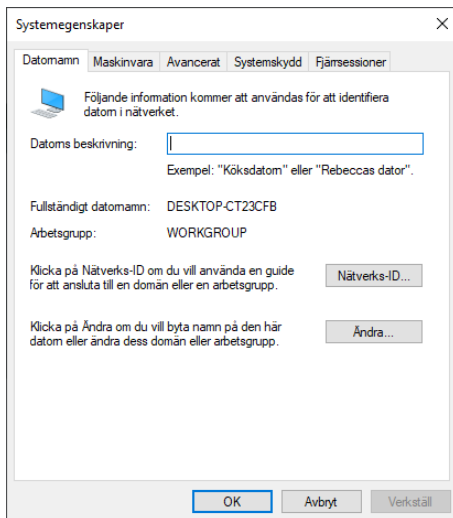 Systemegenskaper
Datornamn Maskinvara Avancerat Systemskydd Fjärrsessioner
Följande information kommer att användas för att identifiera
datorn i nätverket.
Datorns beskrivning:
Exempel: "Köksdatorn" eller "Rebeccas dator".
Fullständigt datornamn: DESKTOP-CT23CFB
Arbetsgrupp: WORKGROUP
Klicka på Nätverks-ID om du vill använda en guide
för att ansluta till en domän eller en arbetsgrupp.
Nätverks-ID...
Klicka på Ändra om du vill byta namn på den här
datorn eller ändra dess domän eller arbetsgrupp.
Ändra...
OK Avbryt Verkställ